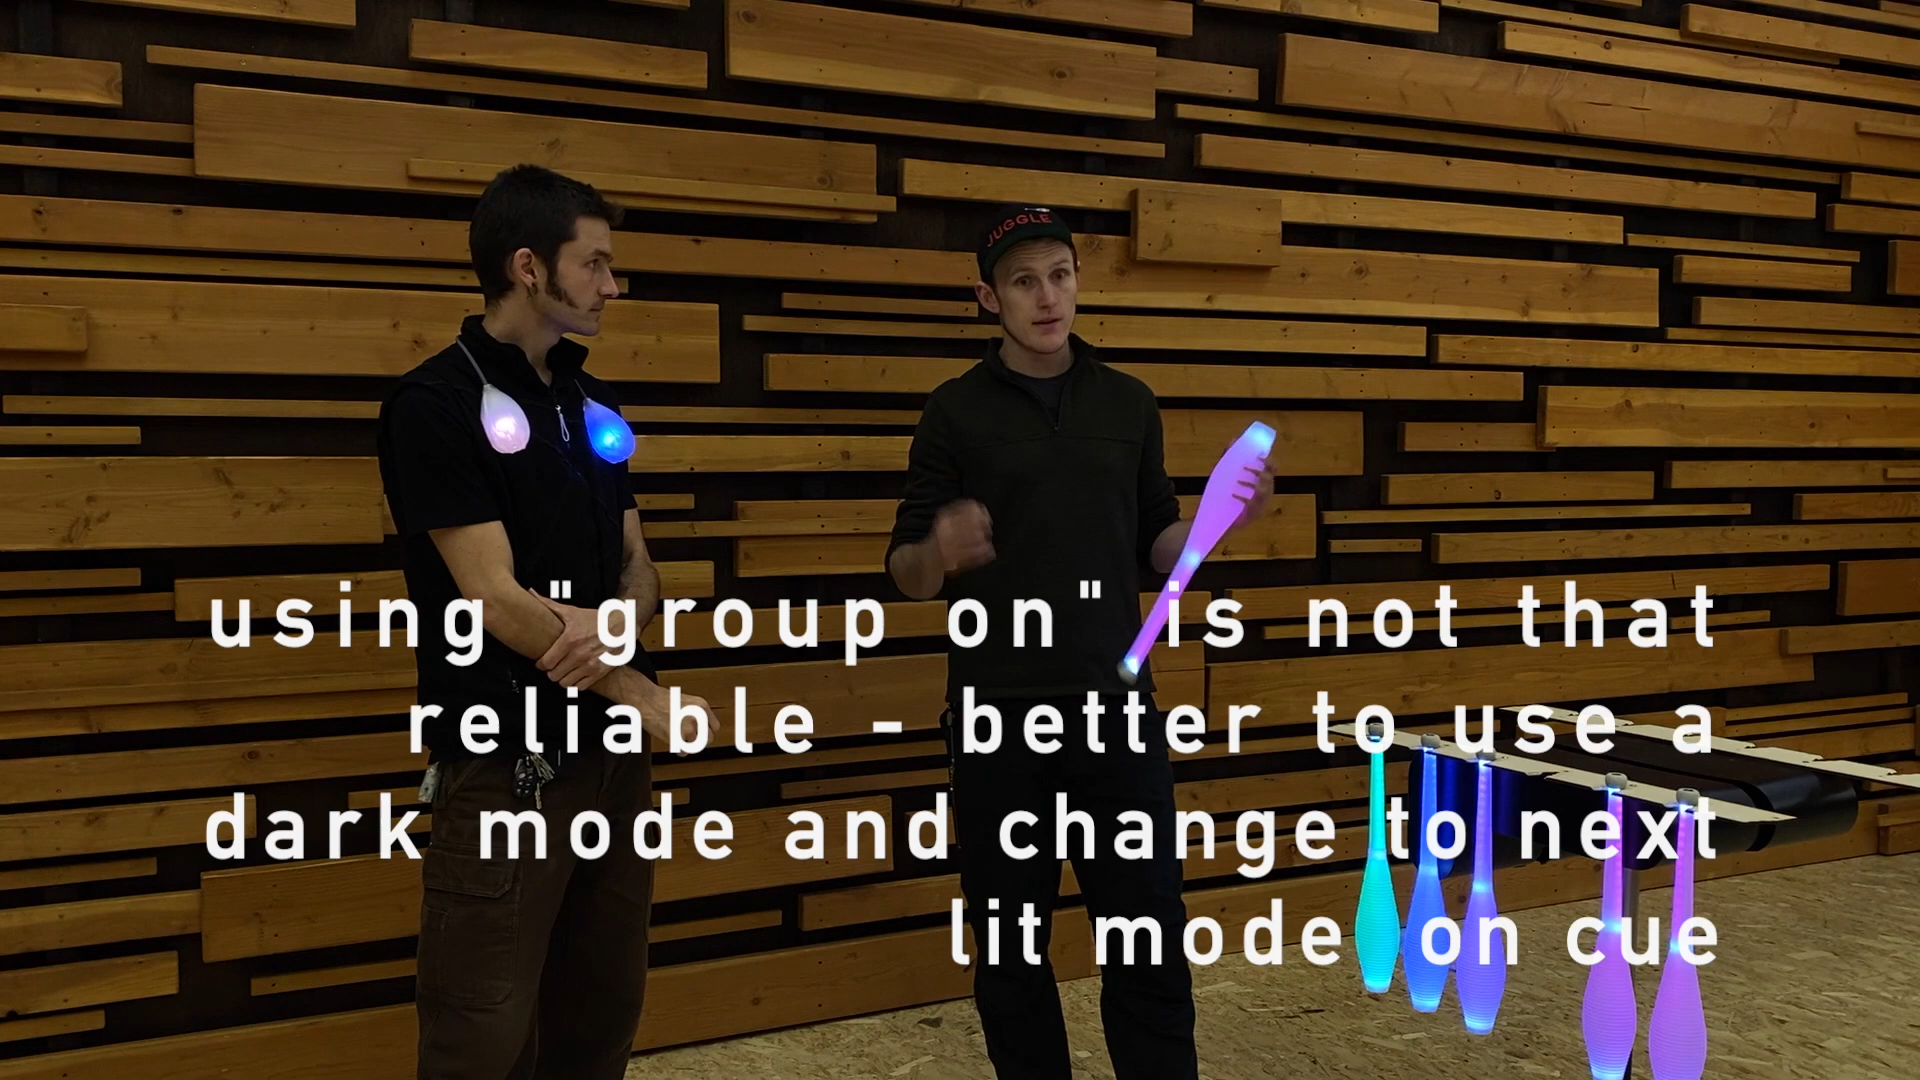 JUGGLE
using "group on" is not that
reliable - better to use a
dark mode and change to next
lit mode on cue